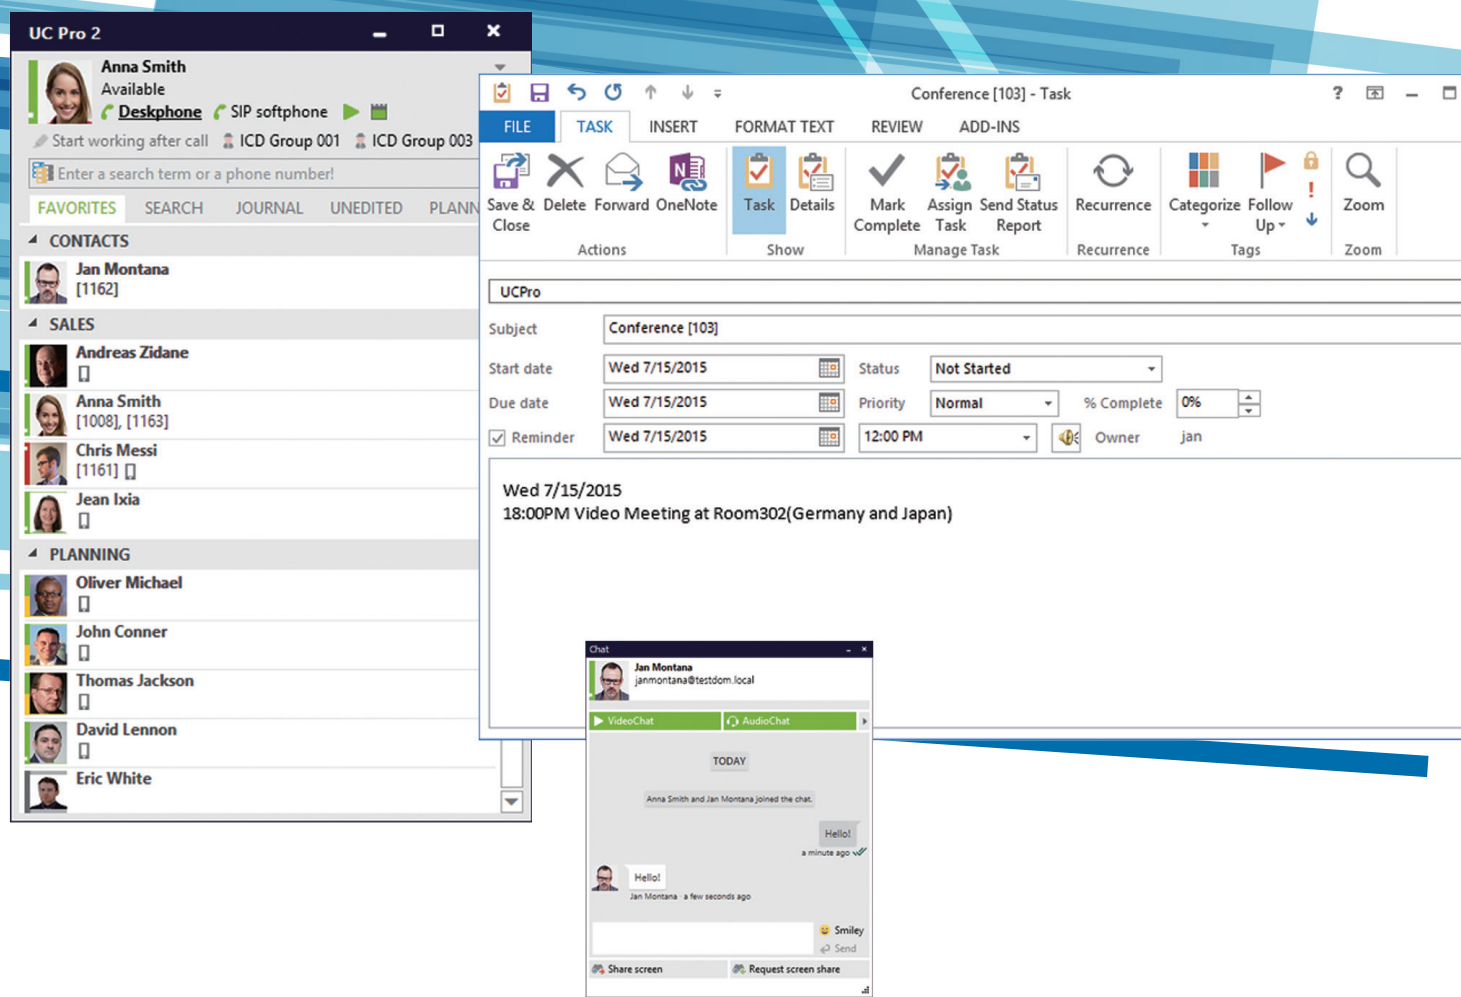 UC Pro 2
Anna Smith
Available
Deskphone SIP softphone
Start working after call ICD Group 001 ICD Group 003
Enter a search term or a phone number!
FAVORITES SEARCH JOURNAL UNEDITED PLANN
CONTACTS
Jan Montana
[1162]
SALES
Andreas Zidane
Anna Smith
[1008], [1163]
Chris Messi
[1161]
Jean Ixia
PLANNING
Oliver Michael
John Conner
Thomas Jackson
David Lennon
Eric White
Conference [103] - Task
FILE TASK INSERT FORMAT TEXT REVIEW ADD-INS
Save & Close Delete Forward OneNote Task Details Mark Complete Assign Task Send Status Report Recurrence Categorize Follow Up Zoom
Actions Show Manage Task Recurrence Tags Zoom
UCPro
Subject Conference [103]
Start date Wed 7/15/2015 Status Not Started
Due date Wed 7/15/2015 Priority Normal % Complete 0%
Reminder Wed 7/15/2015 12:00 PM Owner jan
Wed 7/15/2015
18:00PM Video Meeting at Room302(Germany and Japan)
Chat
Jan Montana
janmontana@testdom.local
VideoChat AudioChat
TODAY
Anna Smith and Jan Montana joined the chat.
Hello!
a minute ago
Hello!
Jan Montana · a few seconds ago
Smiley
Send
Share screen Request screen share